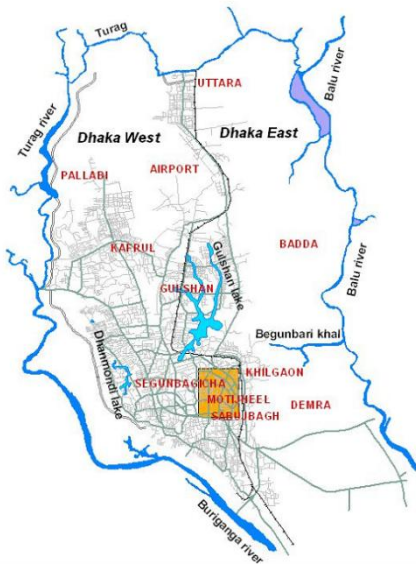 Turag
UTTARA
Balu river
Turag river
Dhaka West
Dhaka East
AIRPORT
PALLABI
KAFRUL
Gulshan lake
BADDA
GULSHAN
Balu river
Begunbari khal
Dhanmondi lake
KHILGAON
SEGUNBAGICHA
MOTIJHEEL
DEMRA
SABUJBAGH
Buriganga river